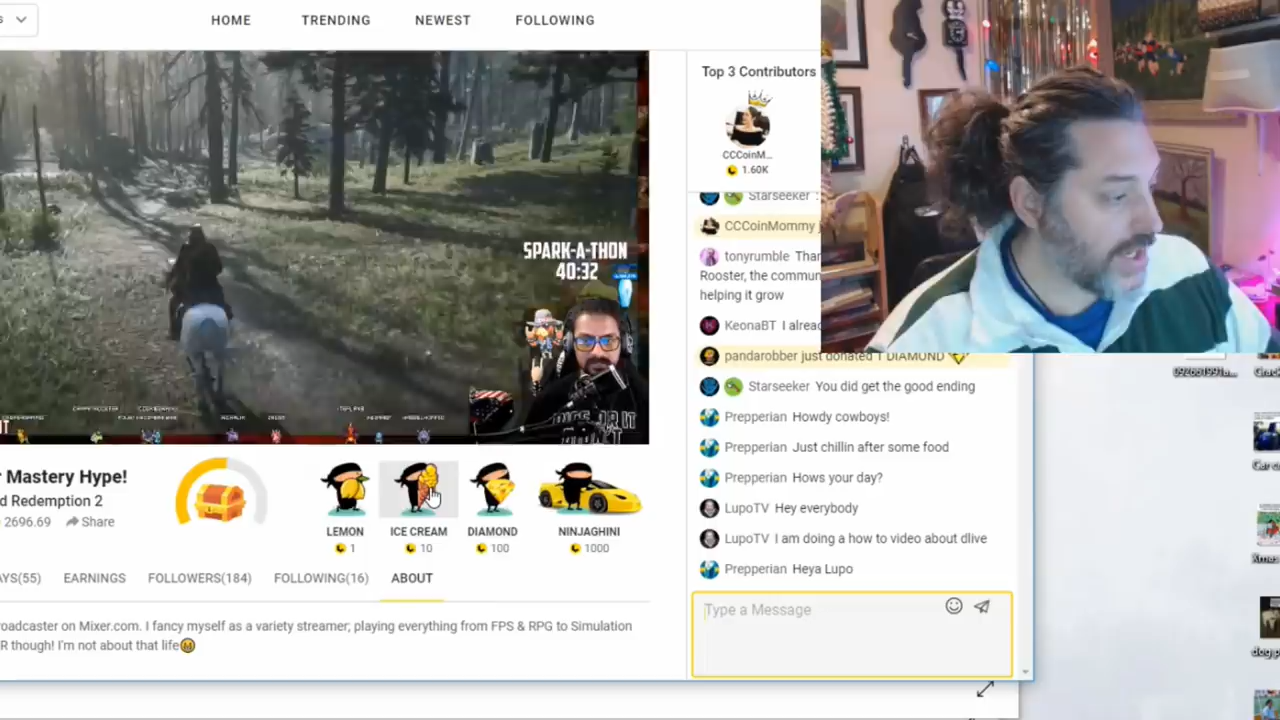 HOME
TRENDING
NEWEST
FOLLOWING
Top 3 Contributors
CCCoinM...
1.60K
Starseeker :
CCCoinMommy j
tonyrumble Than
Rooster, the commun
helping it grow
KeonaBT I alrea
pandarobber just donated 1 DIAMOND
Starseeker You did get the good ending
Prepperian Howdy cowboys!
Prepperian Just chillin after some food
Prepperian Hows your day?
LupoTV Hey everybody
LupoTV I am doing a how to video about dlive
Prepperian Heya Lupo
Type a Message
SPARK-A-THON
40:32
r Mastery Hype!
d Redemption 2
2696.69 Share
LEMON
1
ICE CREAM
10
DIAMOND
100
NINJAGHINI
1000
AYS(55)
EARNINGS
FOLLOWERS(184)
FOLLOWING(16)
ABOUT
roadcaster on Mixer.com. I fancy myself as a variety streamer; playing everything from FPS & RPG to Simulation
R though! I'm not about that life